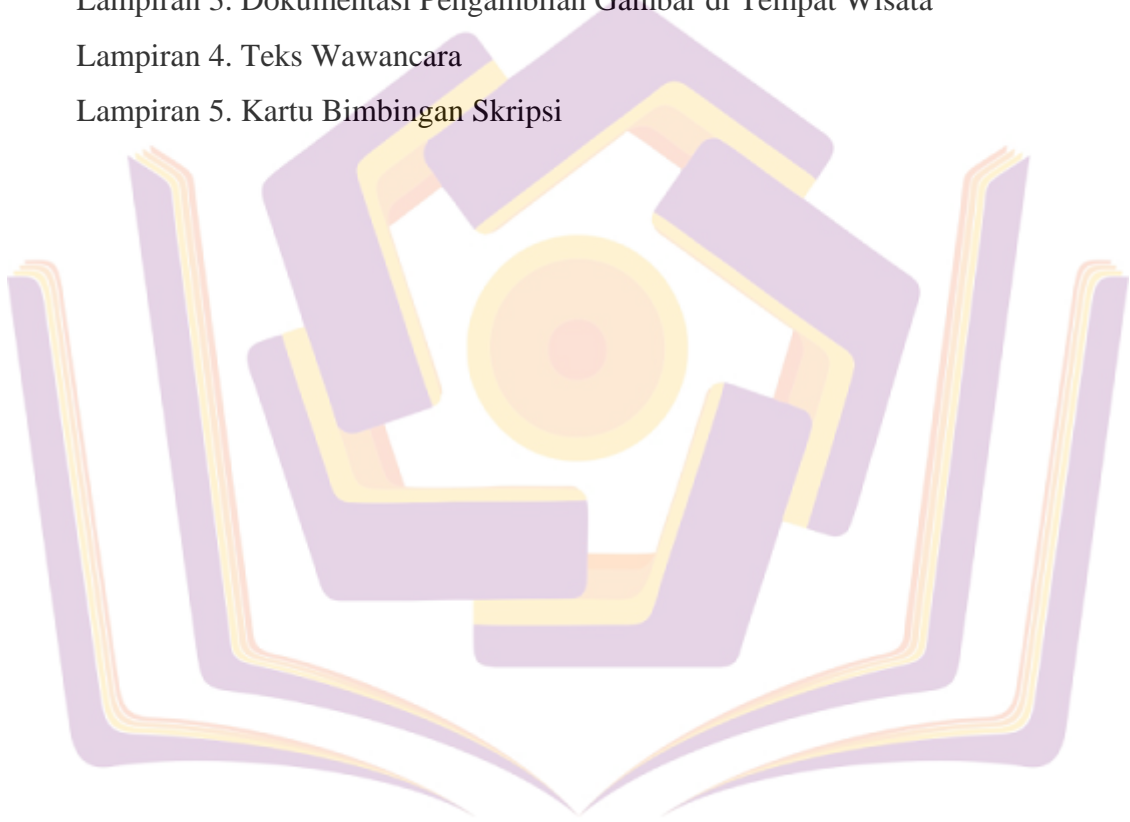 Lampiran 3. Dokumentasi Pengambilan Gambar di Tempat Wisata
Lampiran 4. Teks Wawancara
Lampiran 5. Kartu Bimbingan Skripsi